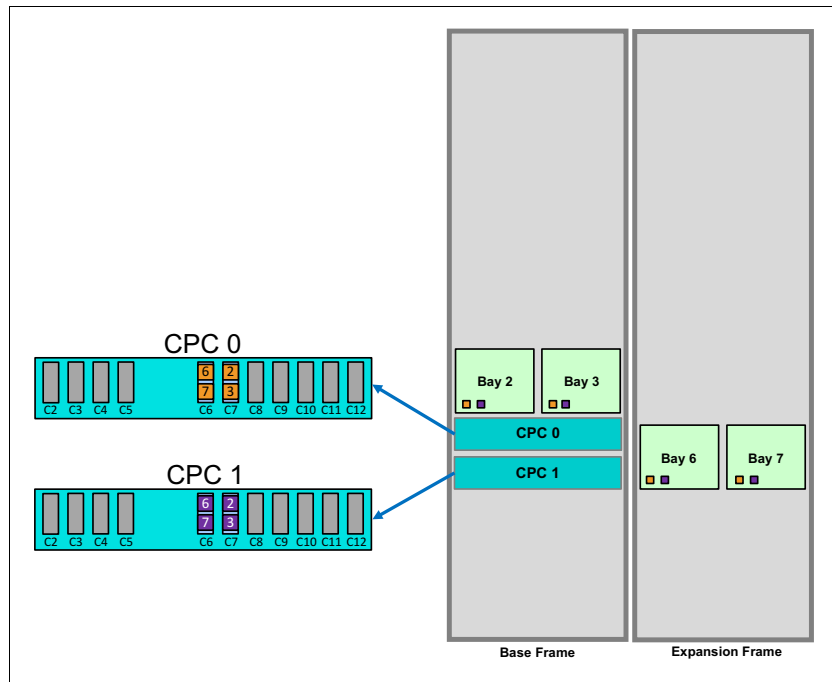 CPC 0
6 2
7 3
C2 C3 C4 C5 C6 C7 C8 C9 C10 C11 C12
CPC 1
6 2
7 3
C2 C3 C4 C5 C6 C7 C8 C9 C10 C11 C12
Bay 2 Bay 3
CPC 0
CPC 1
Bay 6 Bay 7
Base Frame Expansion Frame